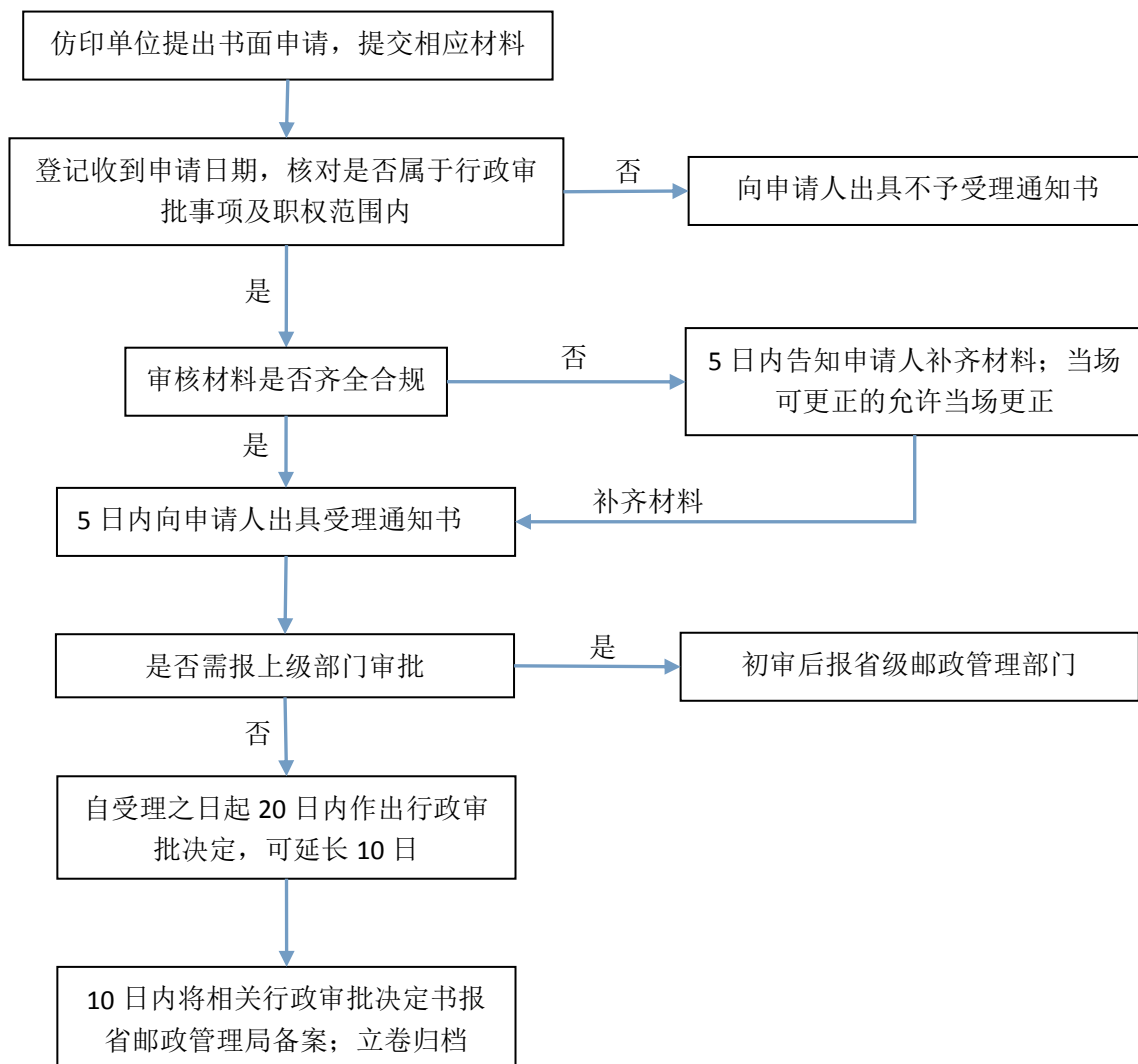 仿印单位提出书面申请，提交相应材料
登记收到申请日期，核对是否属于行政审
批事项及职权范围内
否
向申请人出具不予受理通知书
是
审核材料是否齐全合规
否
5 日内告知申请人补齐材料；当场
可更正的允许当场更正
是
补齐材料
5 日内向申请人出具受理通知书
是否需报上级部门审批
是
初审后报省级邮政管理部门
否
自受理之日起 20 日内作出行政审
批决定，可延长 10 日
10 日内将相关行政审批决定书报
省邮政管理局备案；立卷归档